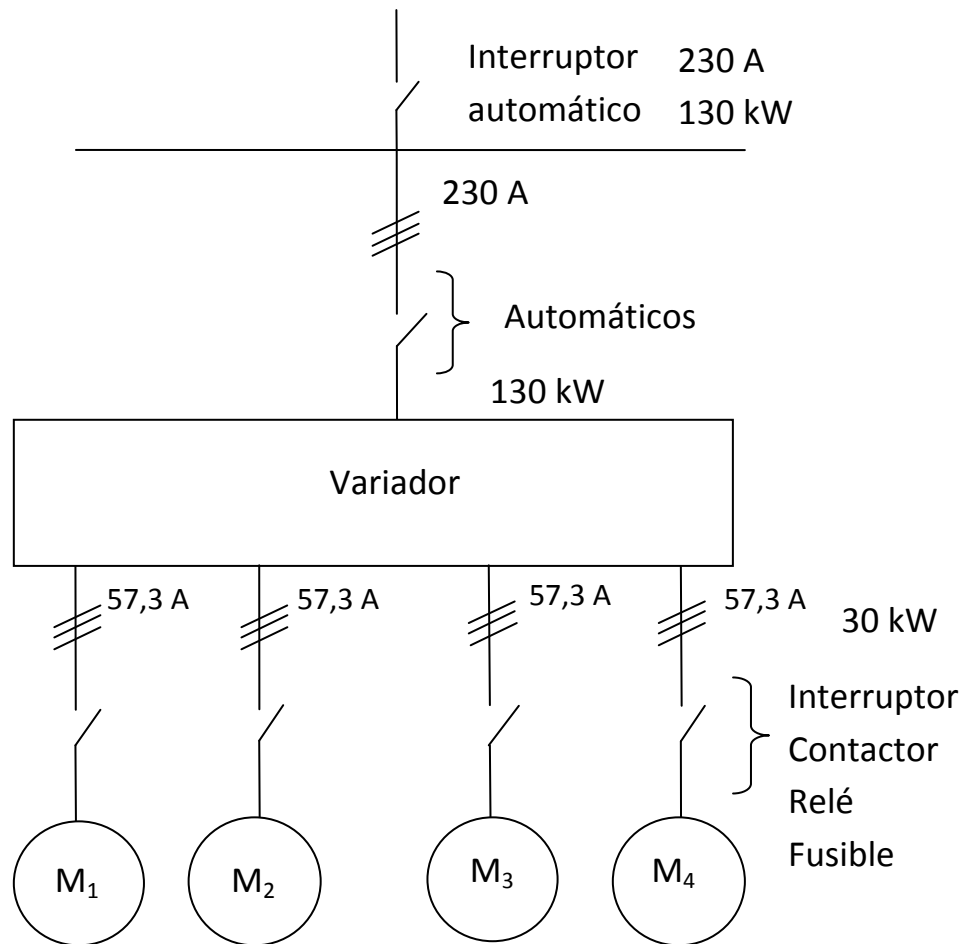 Interruptor 230 A
automático 130 kW
230 A
Automáticos
130 kW
Variador
57,3 A 57,3 A 57,3 A 57,3 A
30 kW
Interruptor
Contactor
Relé
Fusible
M₁ M₂ M₃ M₄